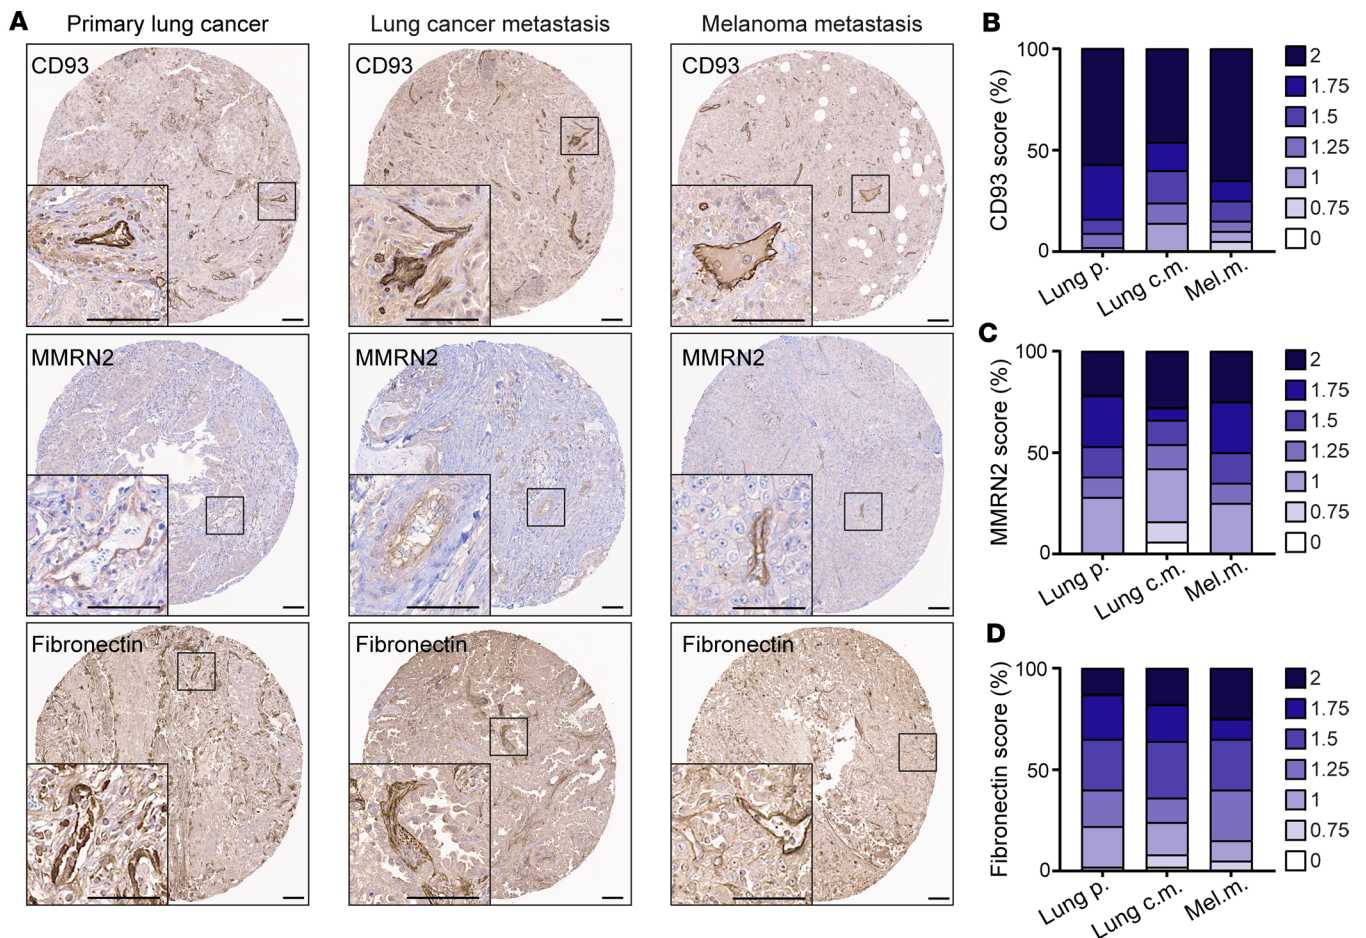 A
Primary lung cancer
Lung cancer metastasis
Melanoma metastasis
CD93
CD93
CD93
MMRN2
MMRN2
MMRN2
Fibronectin
Fibronectin
Fibronectin
B
CD93 score (%)
100
50
0
Lung p.
Lung c.m.
Mel.m.
2
1.75
1.5
1.25
1
0.75
0
C
MMRN2 score (%)
100
50
0
Lung p.
Lung c.m.
Mel.m.
2
1.75
1.5
1.25
1
0.75
0
D
Fibronectin score (%)
100
50
0
Lung p.
Lung c.m.
Mel.m.
2
1.75
1.5
1.25
1
0.75
0